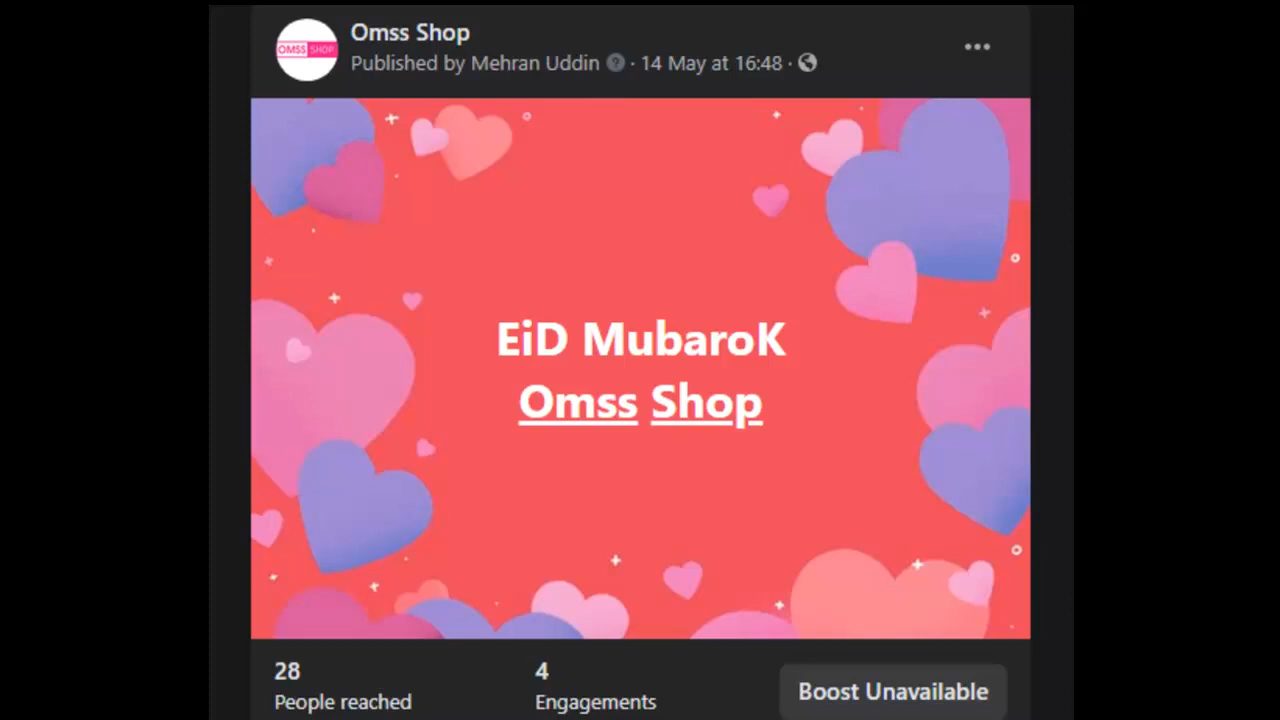 Omss Shop
OMSS SHOP
Published by Mehran Uddin · 14 May at 16:48 ·
EiD MubaroK
Omss Shop
28
People reached
4
Engagements
Boost Unavailable